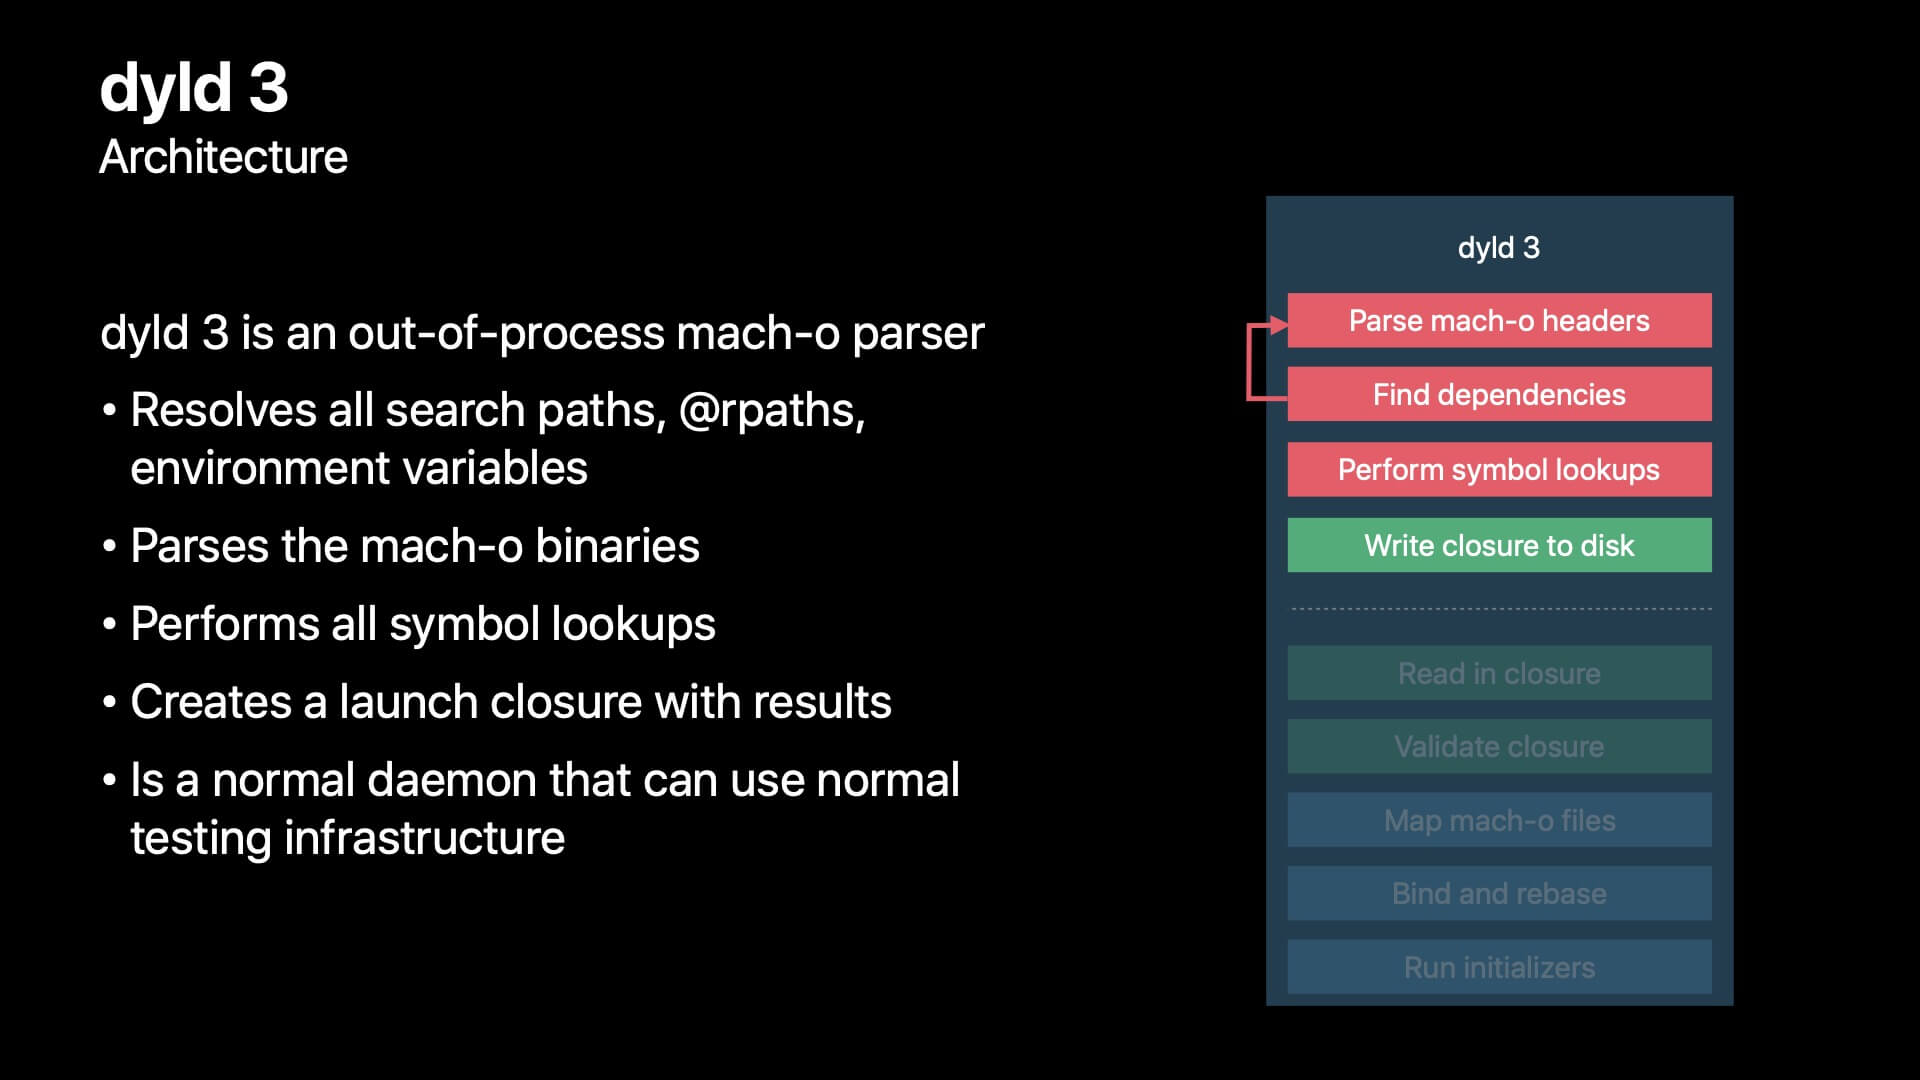 dyld 3
Architecture
dyld 3 is an out-of-process mach-o parser
• Resolves all search paths, @rpaths,
environment variables
• Parses the mach-o binaries
• Performs all symbol lookups
• Creates a launch closure with results
• Is a normal daemon that can use normal
testing infrastructure
dyld 3
Parse mach-o headers
Find dependencies
Perform symbol lookups
Write closure to disk
Read in closure
Validate closure
Map mach-o files
Bind and rebase
Run initializers